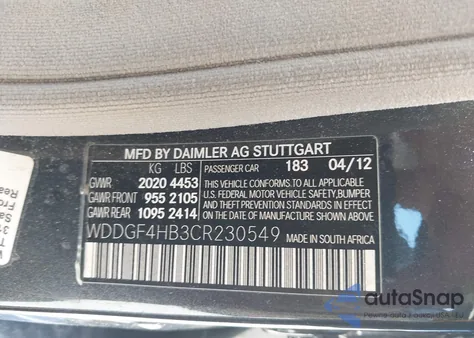 MFD BY DAIMLER AG STUTTGART
KG LBS PASSENGER CAR 183 04/12
GVWR 2020 4453 THIS VEHICLE CONFORMS TO ALL APPLICABLE
GAWR FRONT 955 2105 U.S. FEDERAL MOTOR VEHICLE SAFETY, BUMPER
GAWR REAR 1095 2414 AND THEFT PREVENTION STANDARDS IN EFFECT
ON THE DATE OF MANUFACTURE SHOWN ABOVE.
WDDGF4HB3CR230549 MADE IN SOUTH AFRICA
autoSnap